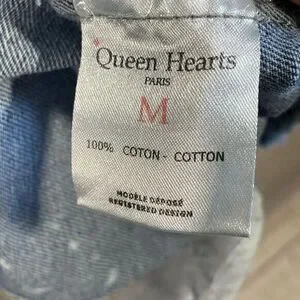 Queen Hearts
PARIS
M
100% COTON - COTTON
MODÈLE DÉPOSÉ
REGISTERED DESIGN